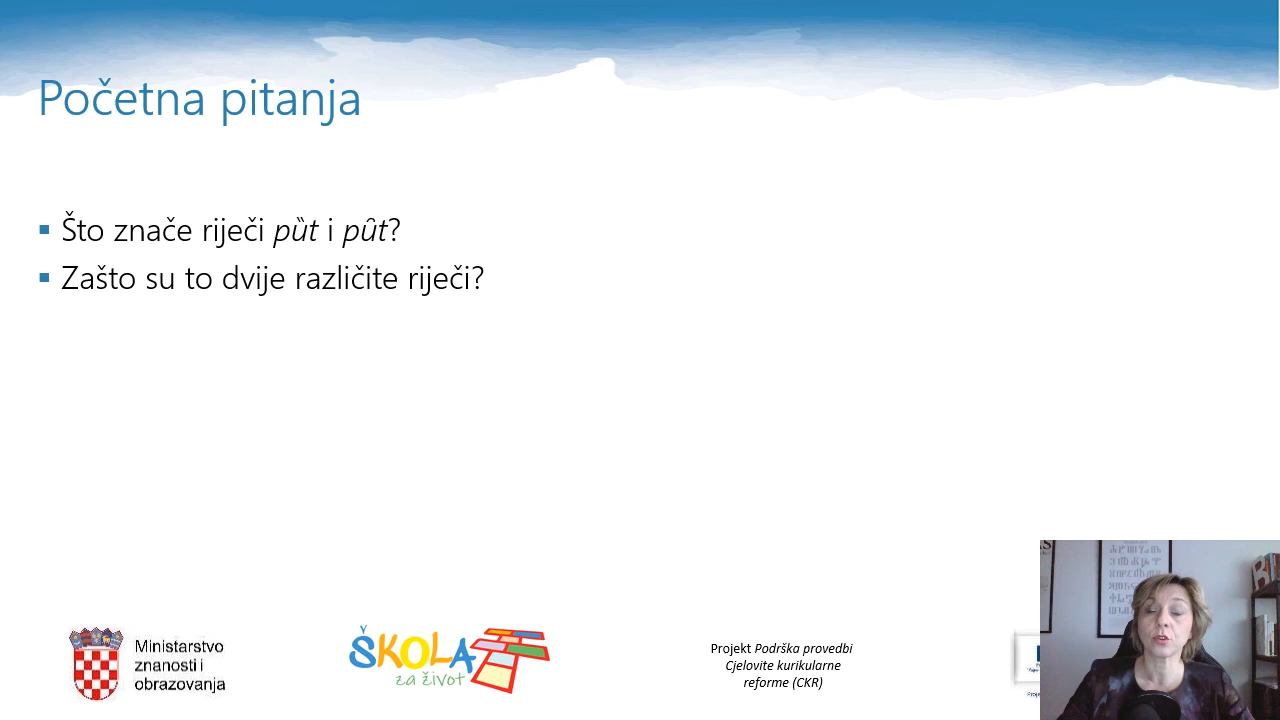 Početna pitanja
Što znače riječi pȕt i pȗt?
Zašto su to dvije različite riječi?
Ministarstvo
znanosti i
obrazovanja
ŠKOLA
za život
Projekt Podrška provedbi
Cjelovite kurikularne
reforme (CKR)